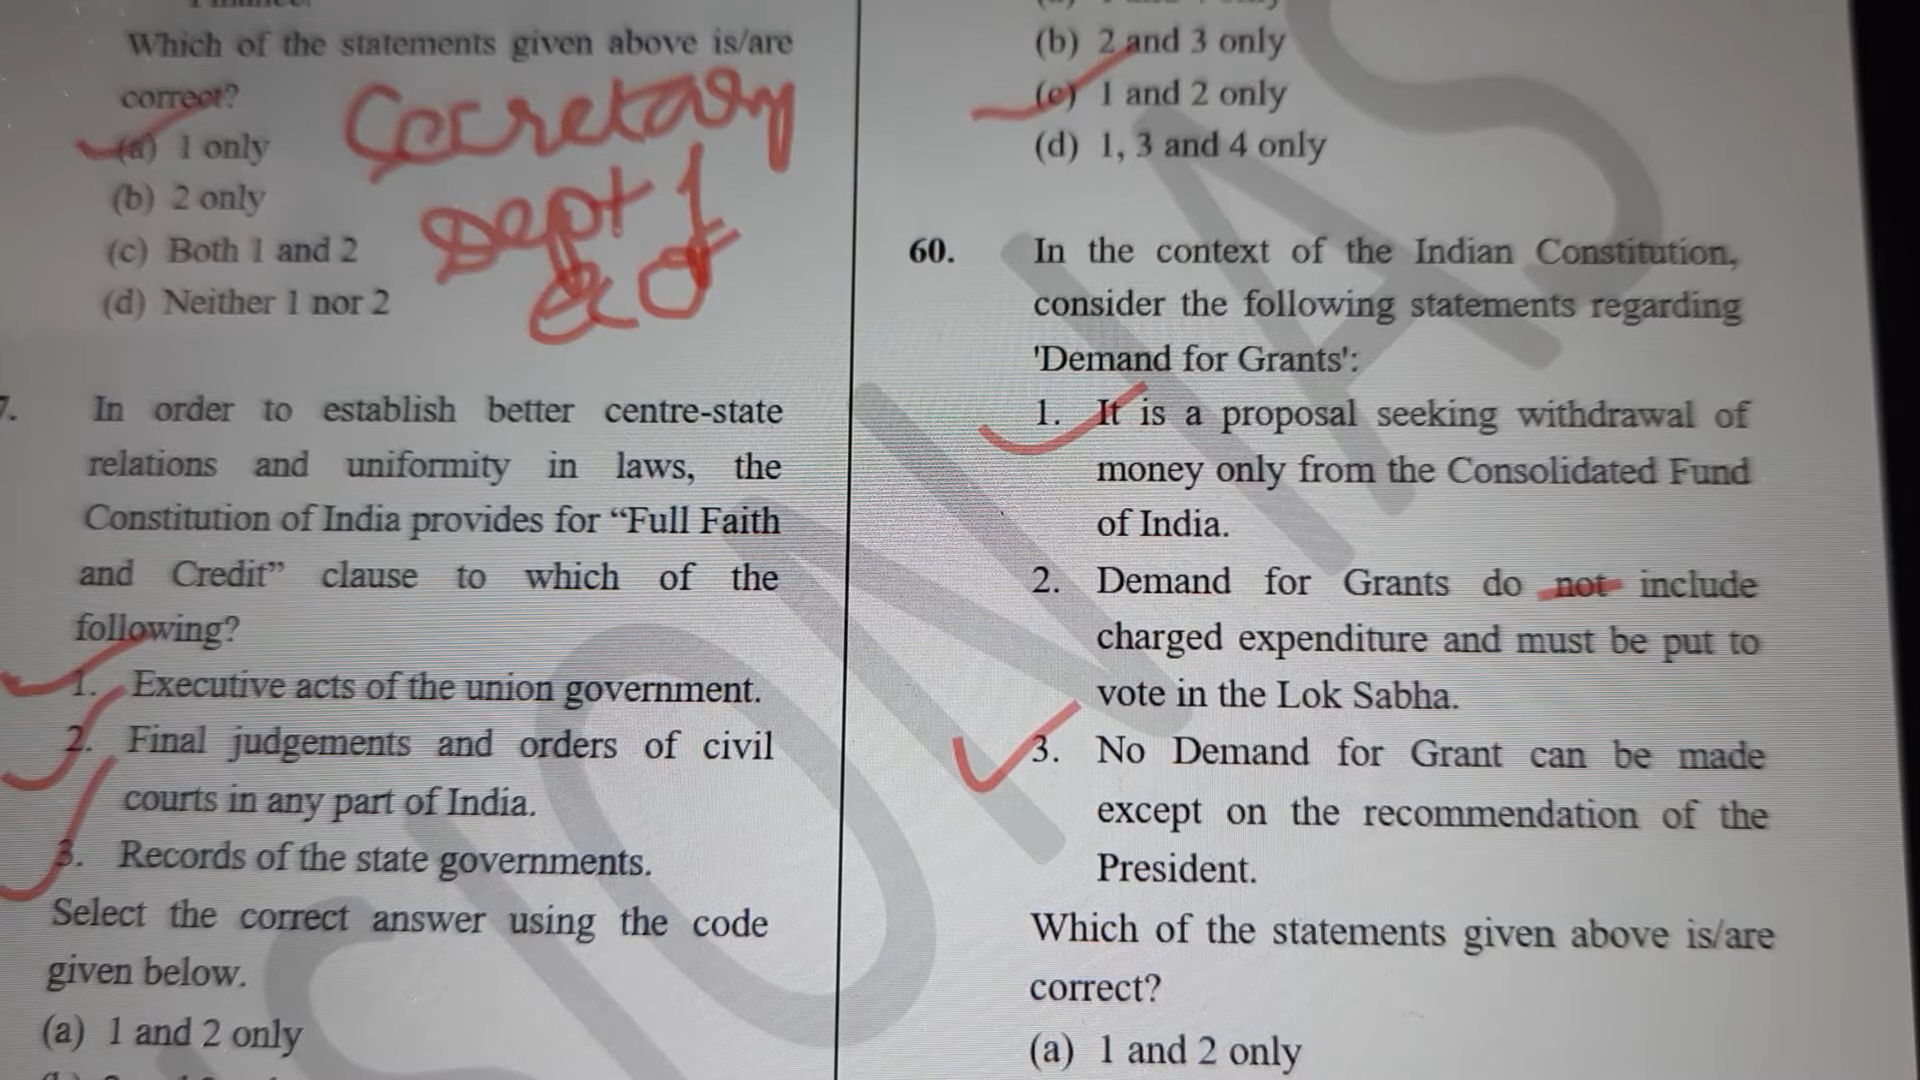 Which of the statements given above is/are
correct?
(a) 1 only
(b) 2 only
(c) Both 1 and 2
(d) Neither 1 nor 2
Secretary
Dept of
7. In order to establish better centre-state
relations and uniformity in laws, the
Constitution of India provides for “Full Faith
and Credit” clause to which of the
following?
1. Executive acts of the union government.
2. Final judgements and orders of civil
courts in any part of India.
3. Records of the state governments.
Select the correct answer using the code
given below.
(a) 1 and 2 only
(b) 2 and 3 only
(c) 1 and 2 only
(d) 1, 3 and 4 only
60. In the context of the Indian Constitution,
consider the following statements regarding
'Demand for Grants':
1. It is a proposal seeking withdrawal of
money only from the Consolidated Fund
of India.
2. Demand for Grants do not include
charged expenditure and must be put to
vote in the Lok Sabha.
3. No Demand for Grant can be made
except on the recommendation of the
President.
Which of the statements given above is/are
correct?
(a) 1 and 2 only